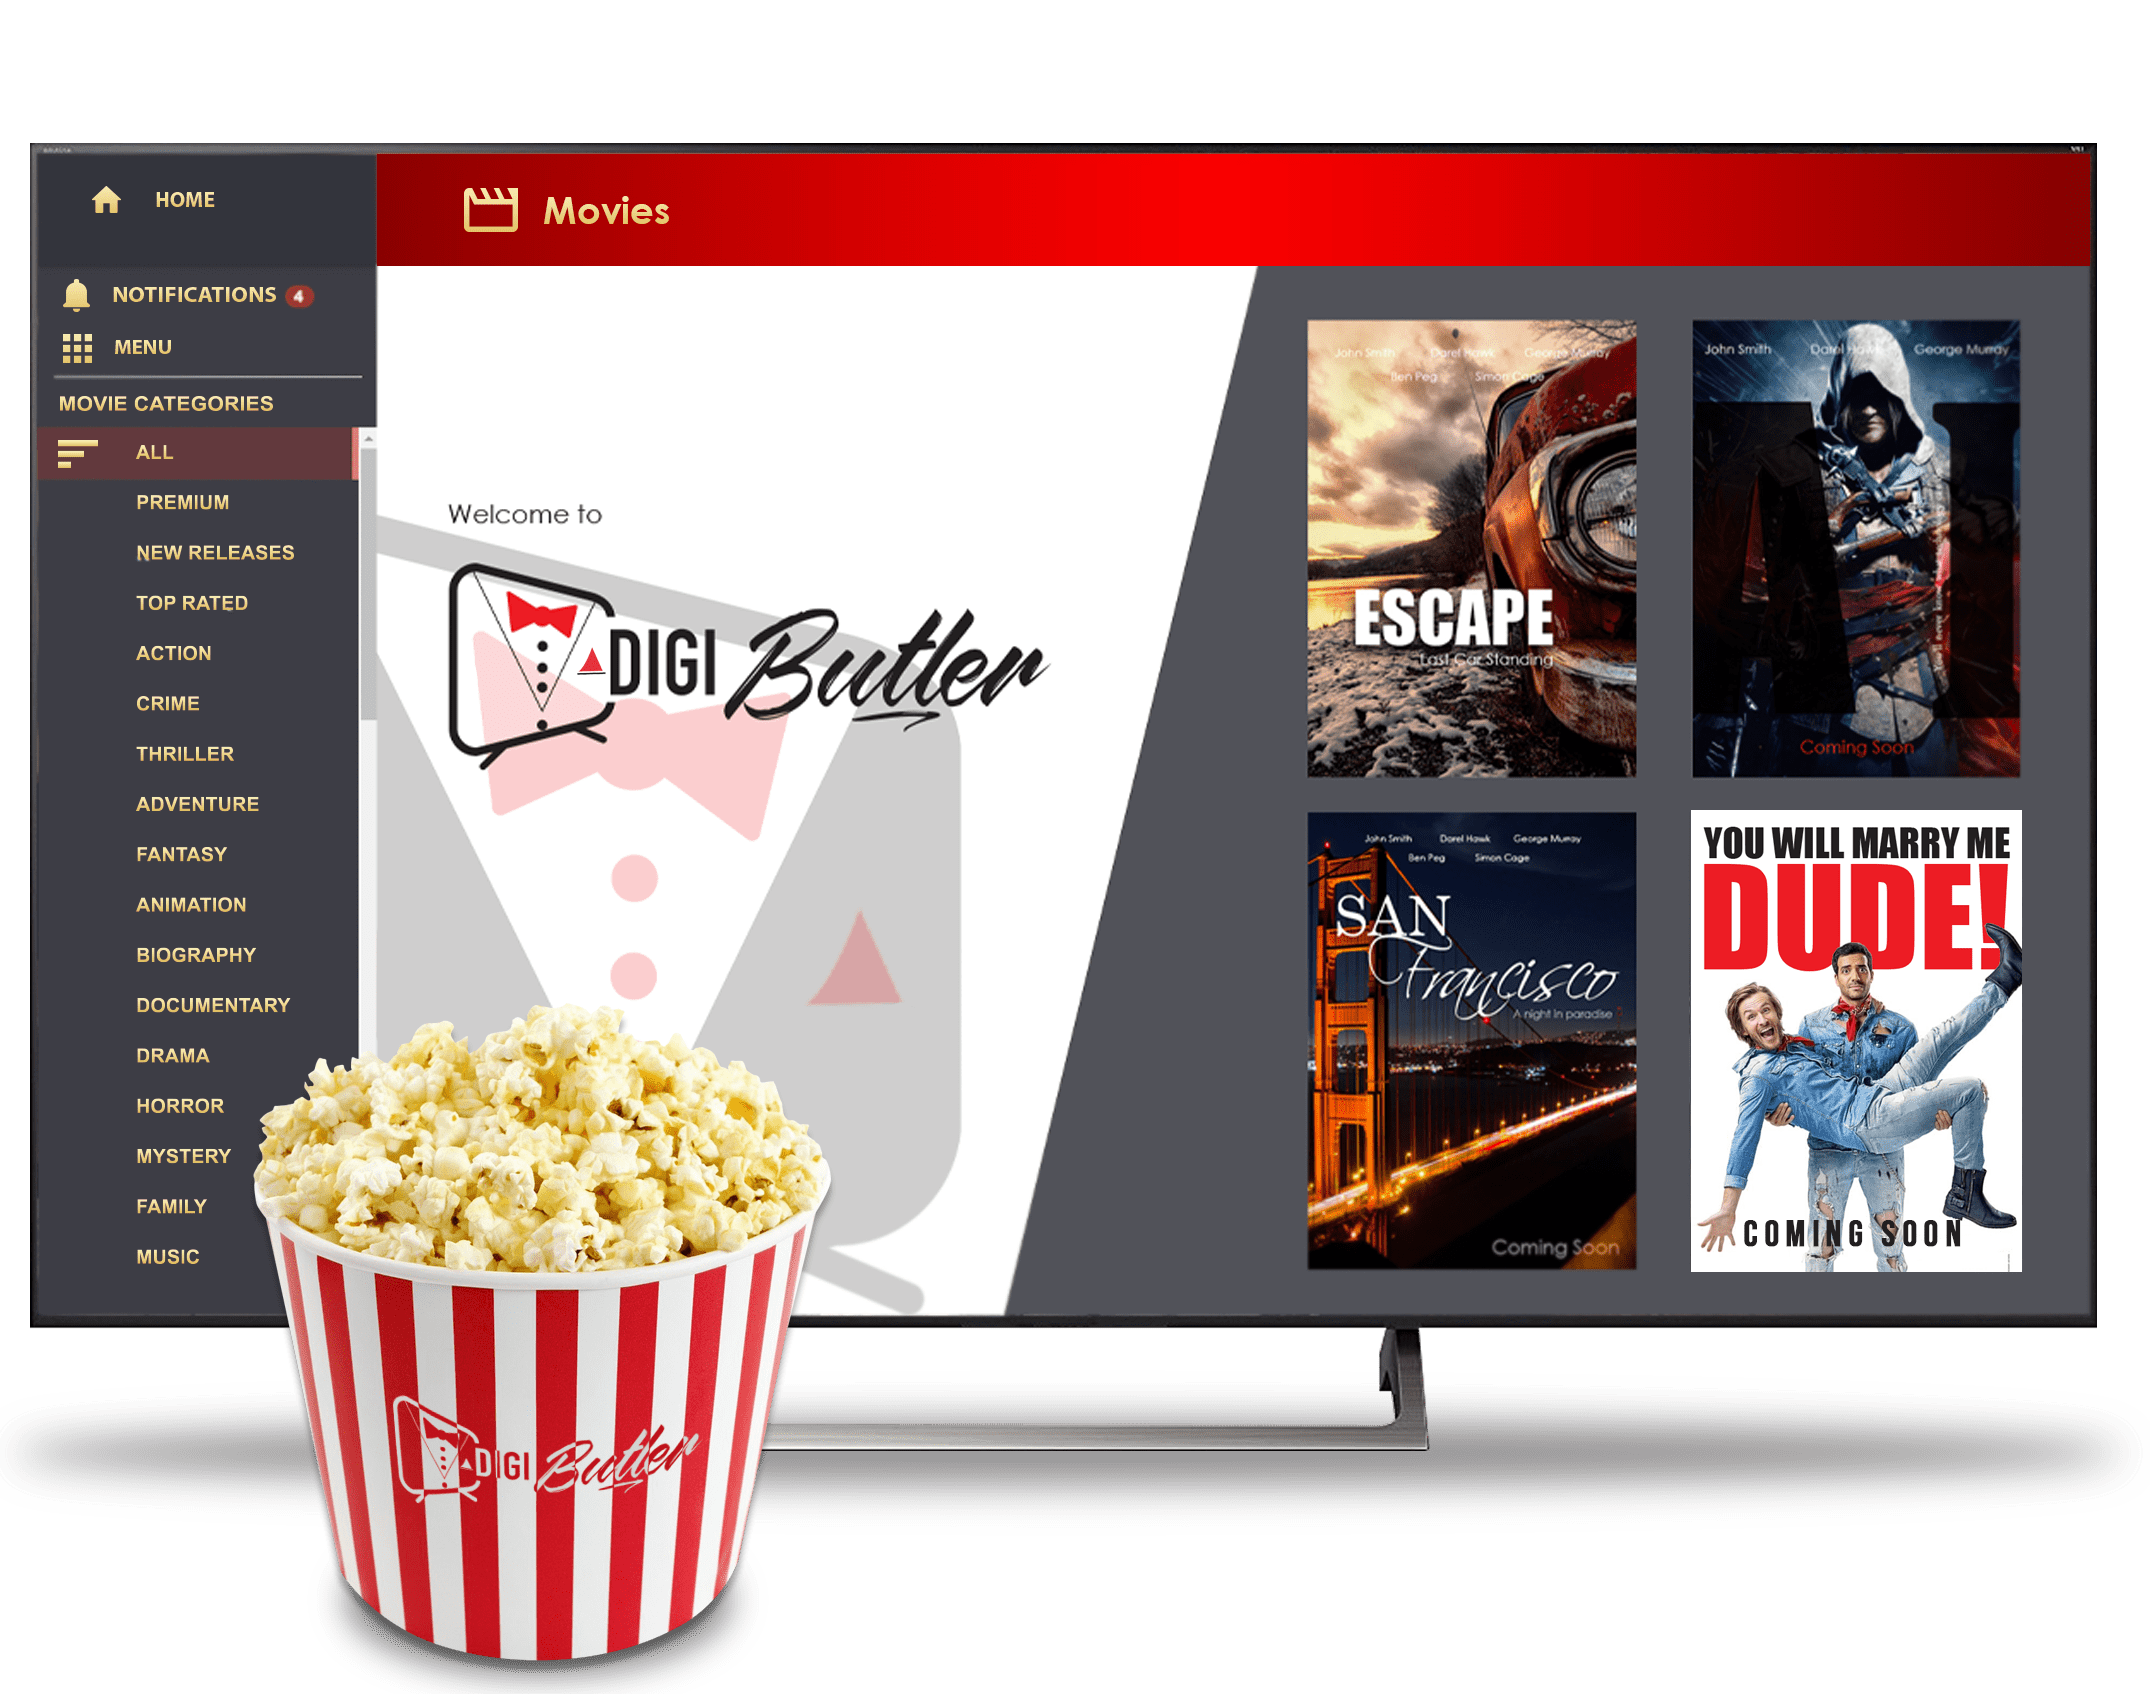 HOME
Movies
NOTIFICATIONS 4
MENU
MOVIE CATEGORIES
ALL
PREMIUM
NEW RELEASES
TOP RATED
ACTION
CRIME
THRILLER
ADVENTURE
FANTASY
ANIMATION
BIOGRAPHY
DOCUMENTARY
DRAMA
HORROR
MYSTERY
FAMILY
MUSIC
Welcome to
DIGI Butler
John Smith Darel Hawk George Murray
Ben Peg Simon Cage
ESCAPE
Last Car Standing
John Smith Darel Hawk George Murray
Coming Soon
John Smith Darel Hawk George Murray
Ben Peg Simon Cage
SAN
Francisco
A night in paradise
Coming Soon
YOU WILL MARRY ME
DUDE!
COMING SOON
DIGI Butler